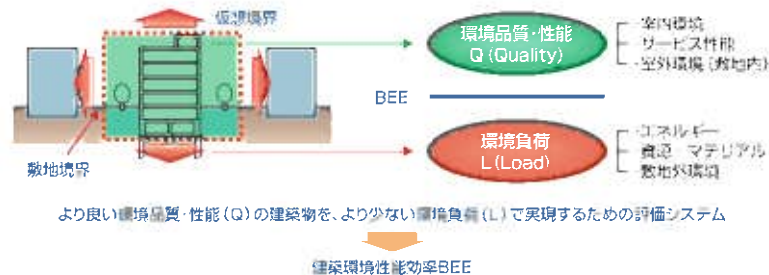 仮想境界
敷地境界
環境品質・性能
Q(Quality)
室内環境
サービス性能
室外環境(敷地内)
BEE
環境負荷
L(Load)
エネルギー
資源・マテリアル
敷地外環境
より良い環境品質・性能(Q)の建築物を、より少ない環境負荷(L)で実現するための評価システム
建築環境性能効率BEE